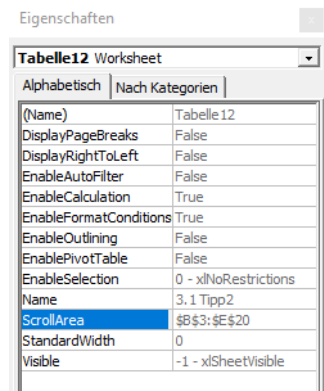 Eigenschaften x
Tabelle12 Worksheet
Alphabetisch Nach Kategorien
(Name) Tabelle12
DisplayPageBreaks False
DisplayRightToLeft False
EnableAutoFilter False
EnableCalculation True
EnableFormatConditions True
EnableOutlining False
EnablePivotTable False
EnableSelection 0 - xlNoRestrictions
Name 3.1 Tipp2
ScrollArea $B$3:$E$20
StandardWidth 0
Visible -1 - xlSheetVisible